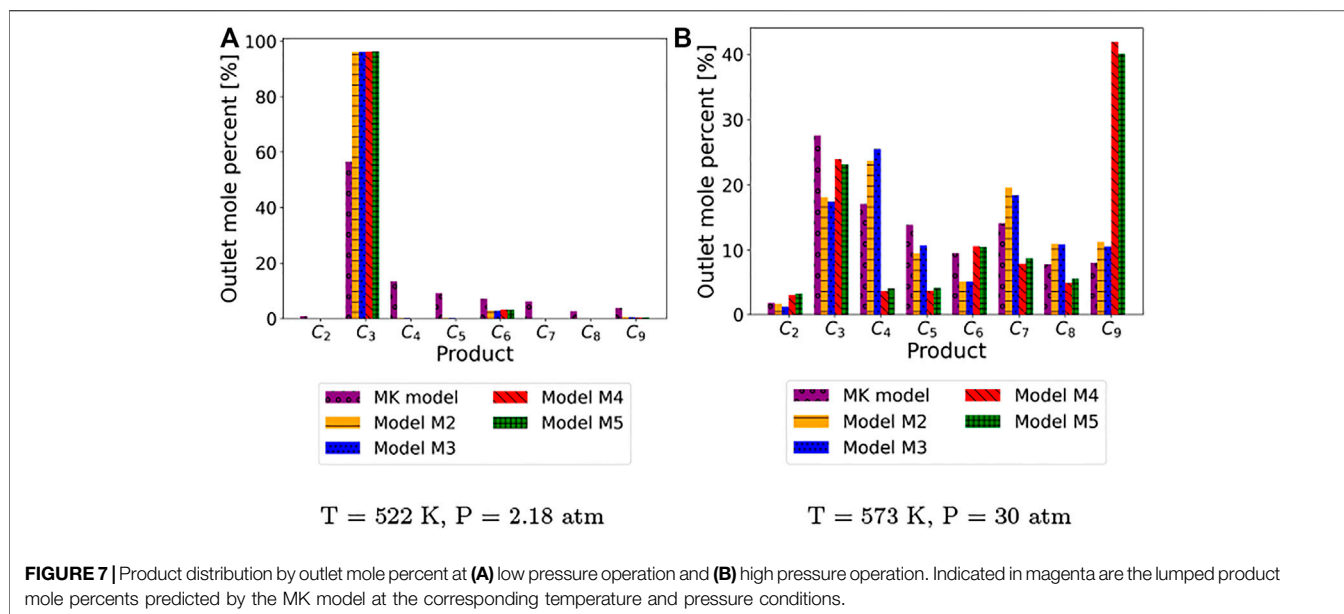 A
B
Outlet mole percent [%]
100
80
60
40
20
0
C2 C3 C4 C5 C6 C7 C8 C9
Product
Outlet mole percent [%]
40
30
20
10
0
C2 C3 C4 C5 C6 C7 C8 C9
Product
MK model
Model M2
Model M3
Model M4
Model M5
MK model
Model M2
Model M3
Model M4
Model M5
T = 522 K, P = 2.18 atm
T = 573 K, P = 30 atm
FIGURE 7 | Product distribution by outlet mole percent at (A) low pressure operation and (B) high pressure operation. Indicated in magenta are the lumped product
mole percents predicted by the MK model at the corresponding temperature and pressure conditions.